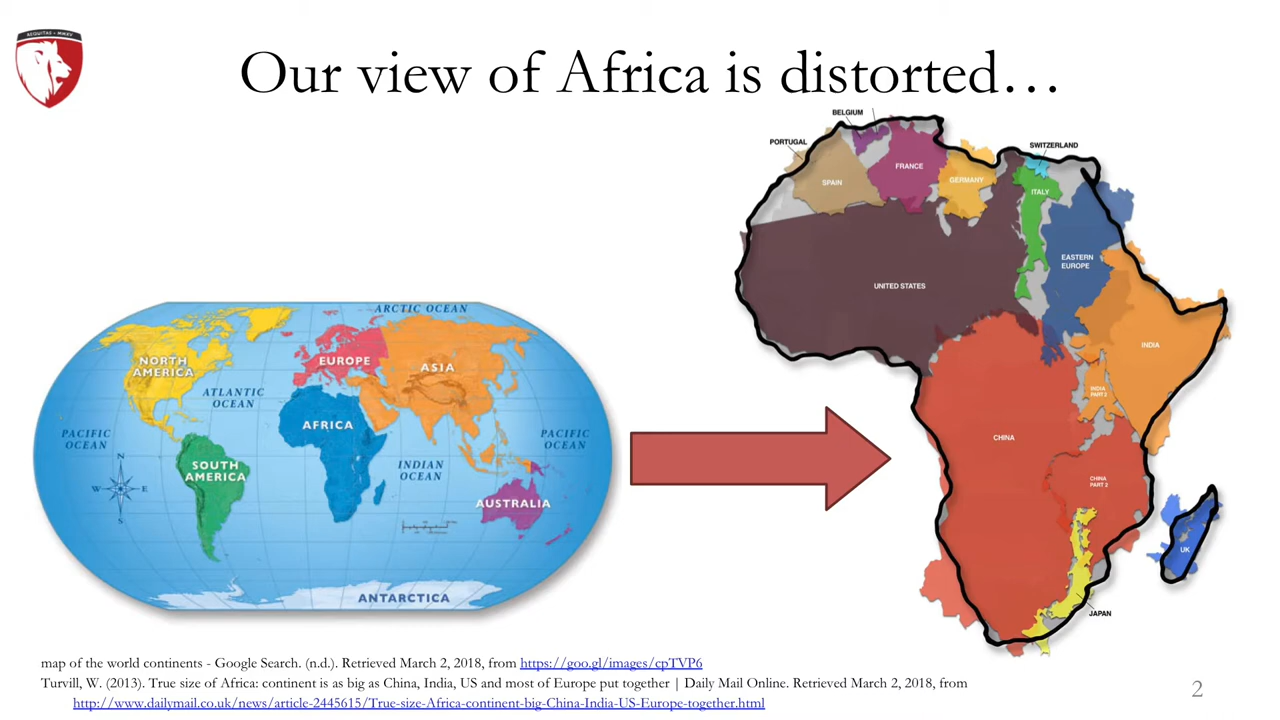 AEQUITAS • MMXV
Our view of Africa is distorted…
BELGIUM
PORTUGAL
SWITZERLAND
SPAIN
FRANCE
GERMANY
ITALY
EASTERN
EUROPE
UNITED STATES
INDIA
INDIA
PART 2
CHINA
CHINA
PART 2
UK
JAPAN
ARCTIC OCEAN
NORTH
AMERICA
EUROPE
ASIA
ATLANTIC
OCEAN
AFRICA
PACIFIC
OCEAN
PACIFIC
OCEAN
N
W
E
S
SOUTH
AMERICA
INDIAN
OCEAN
AUSTRALIA
ANTARCTICA
map of the world continents - Google Search. (n.d.). Retrieved March 2, 2018, from https://goo.gl/images/cpTVP6
Turvill, W. (2013). True size of Africa: continent is as big as China, India, US and most of Europe put together | Daily Mail Online. Retrieved March 2, 2018, from
http://www.dailymail.co.uk/news/article-2445615/True-size-Africa-continent-big-China-India-US-Europe-together.html
2